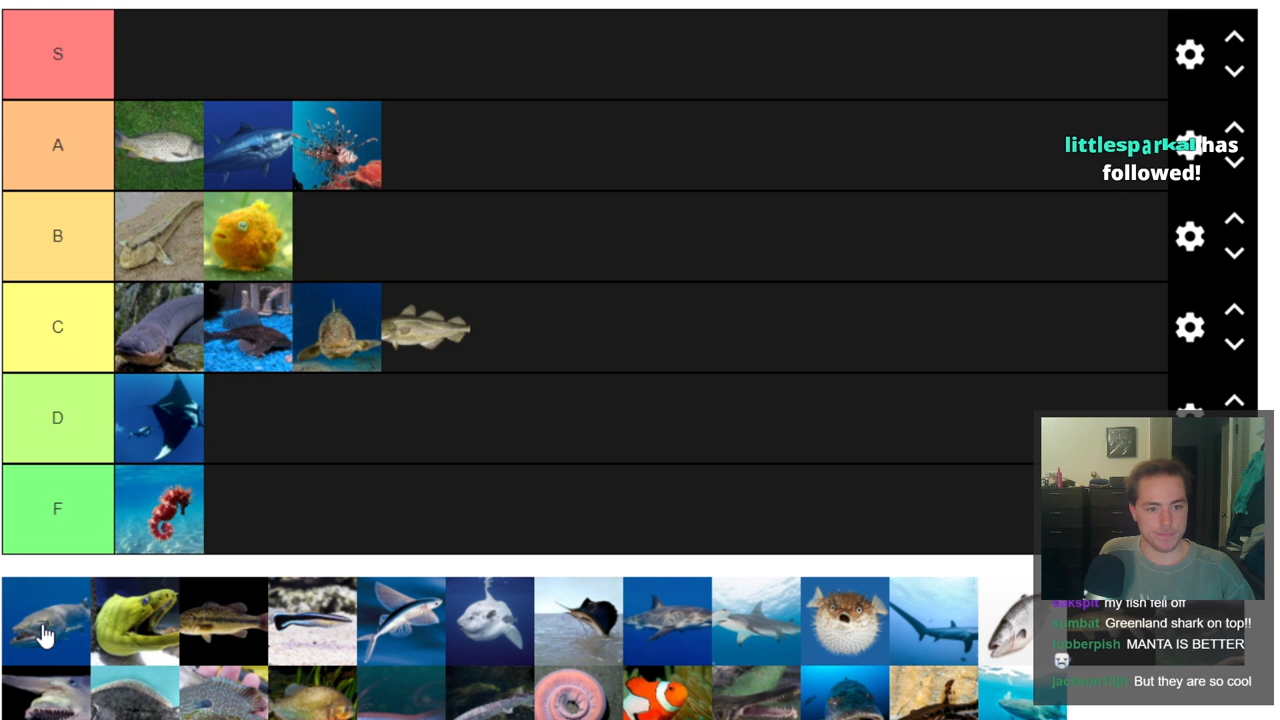 S
A
littlesparkal has
followed!
B
C
D
F
sakspit my fish fell off
Greenland shark on top!!
MANTA IS BETTER
But they are so cool